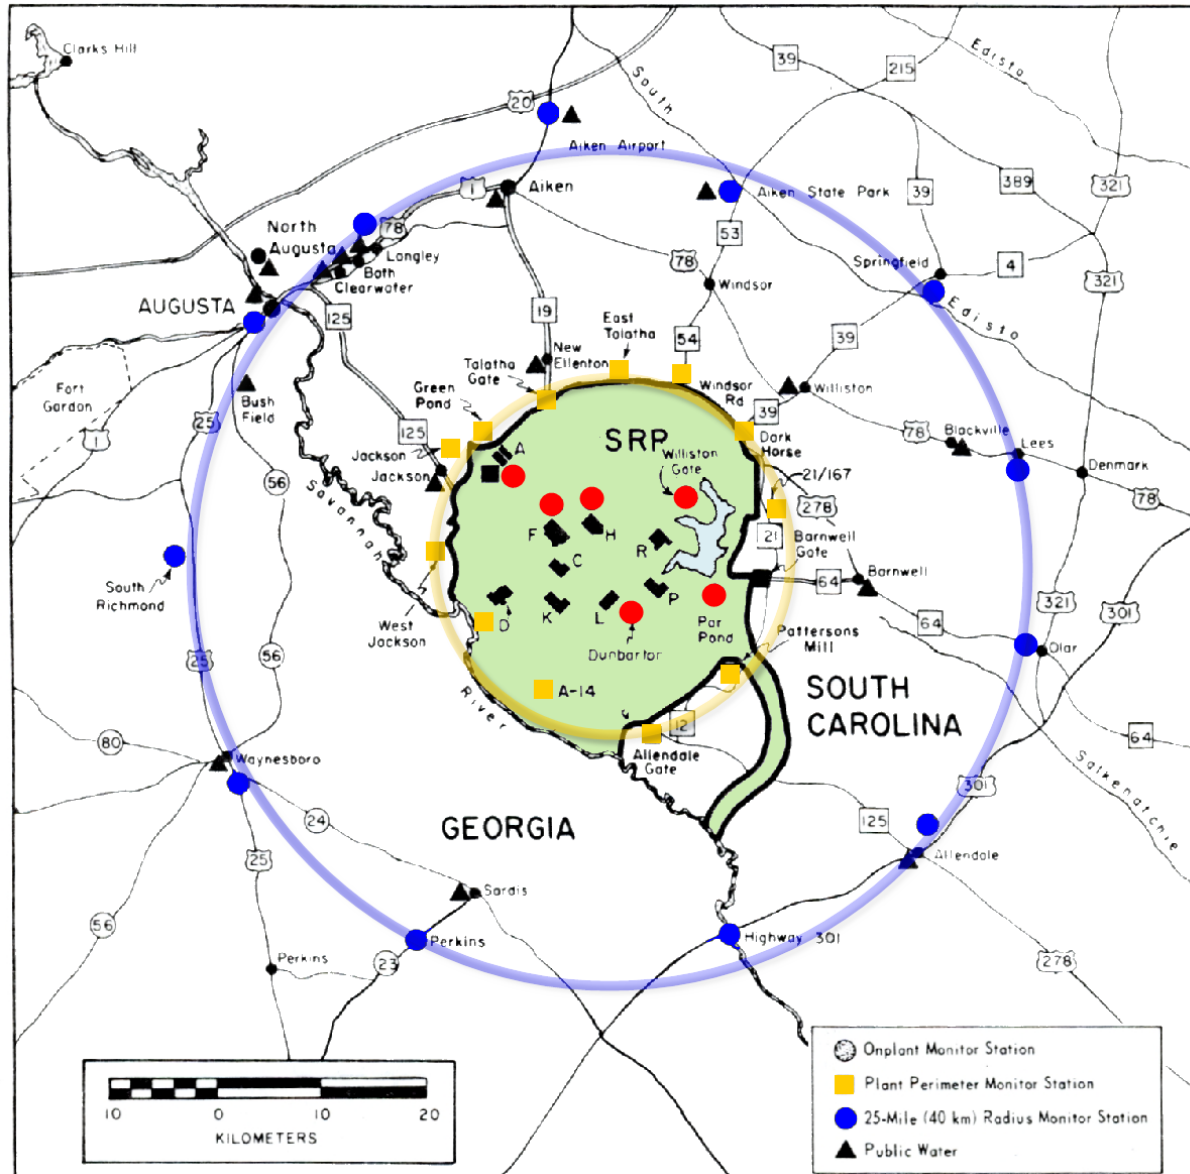 Clarks Hill
20
39
215
Edisto
South
Aiken Airport
1
Aiken
Aiken State Park
39
389
321
78
North
Augusta
Langley
Bath
Clearwater
53
78
Windsor
Springfield
4
321
AUGUSTA
125
19
East
Talatha
54
39
Edisto
New
Ellenton
Talatha
Gate
Green
Pond
Windsor
Rd
Williston
Fort
Gordon
Bush
Field
25
1
125
39
Dark
Horse
78
Blackville
Lees
Denmark
78
Jackson
Jackson
A
SRP
Williston
Gate
21/167
278
56
Savannah
F
H
R
21
Barnwell
Gate
C
64
Barnwell
South
Richmond
West
Jackson
D
K
L
P
Par
Pond
Dunbarton
Pattersons
Mill
64
321
301
Olar
25
56
River
A-14
SOUTH
CAROLINA
12
Allendale
Gate
64
80
Waynesboro
Salkehatchie
301
24
GEORGIA
125
25
Allendale
Sardis
56
Perkins
Highway 301
Perkins
23
278
10 0 10 20
KILOMETERS
Onplant Monitor Station
Plant Perimeter Monitor Station
25-Mile (40 km) Radius Monitor Station
Public Water